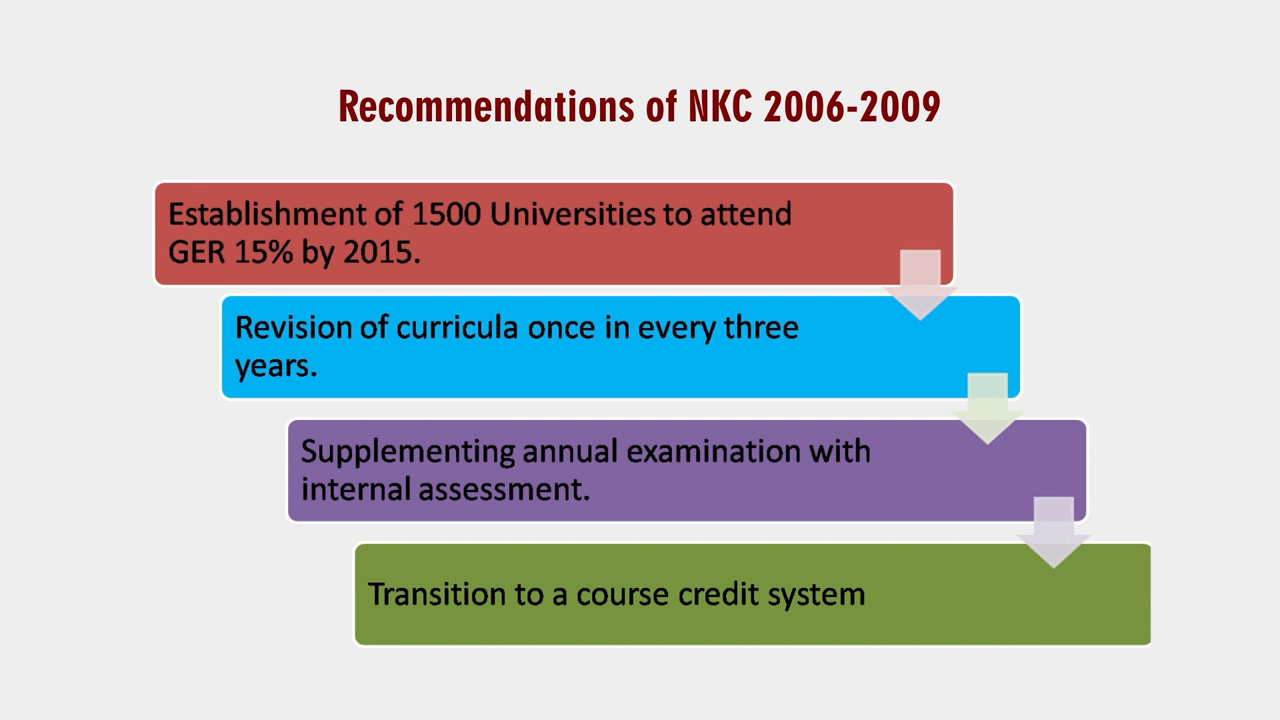 Recommendations of NKC 2006-2009
Establishment of 1500 Universities to attend
GER 15% by 2015.
Revision of curricula once in every three
years.
Supplementing annual examination with
internal assessment.
Transition to a course credit system